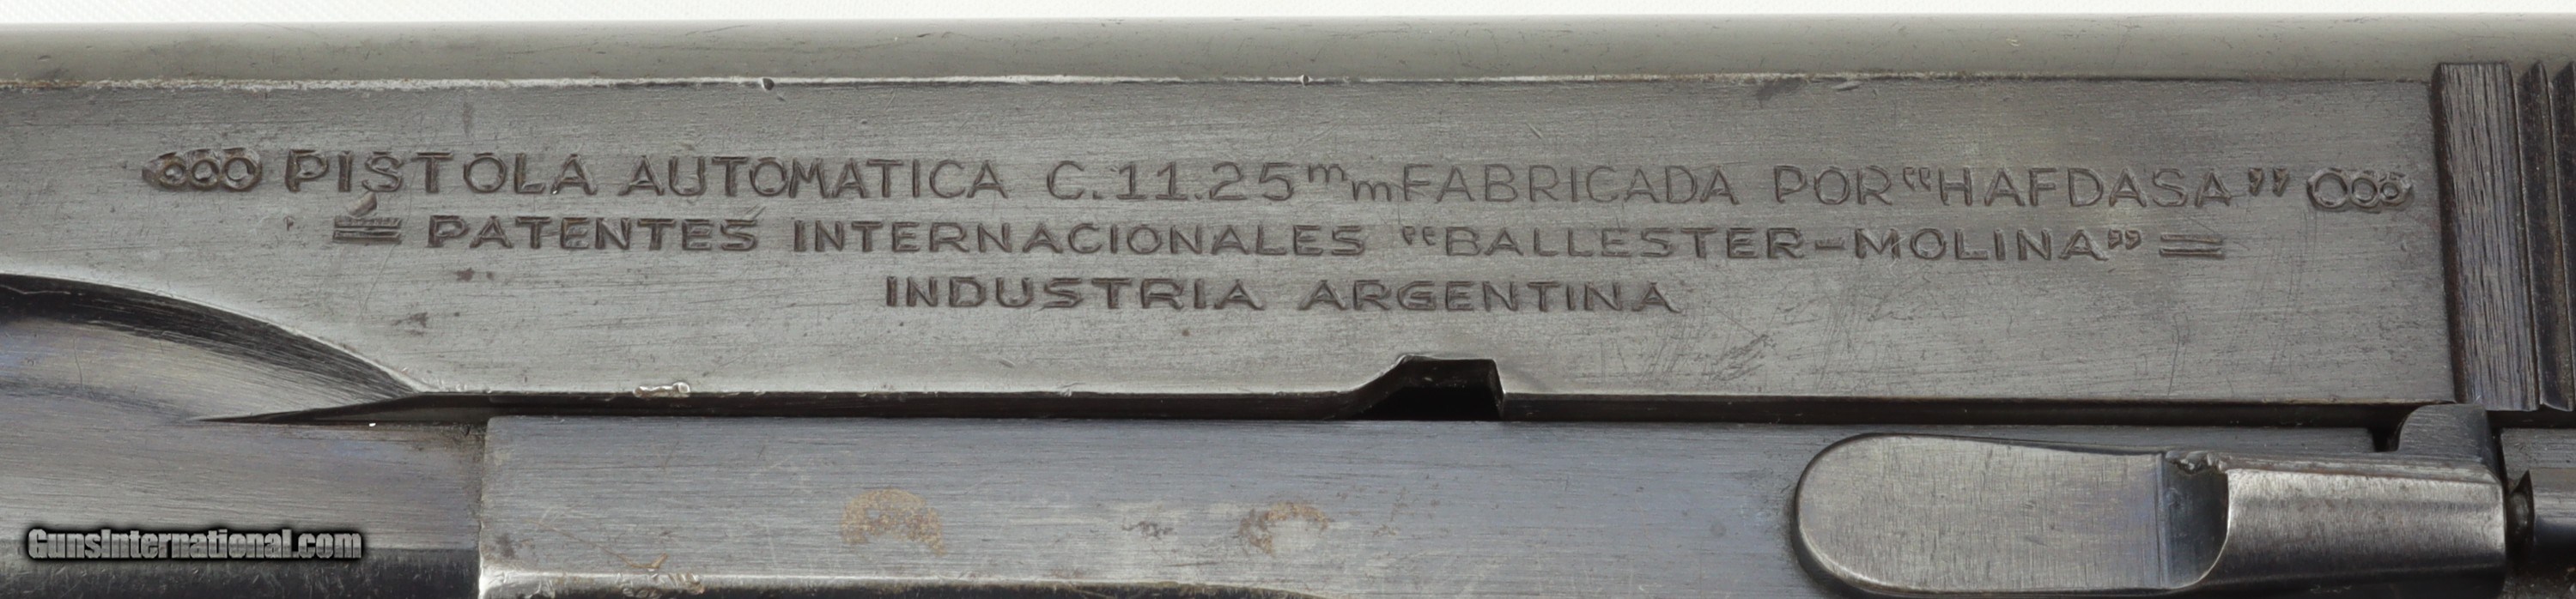 PISTOLA AUTOMATICA C.11.25mm FABRICADA POR "HAFDASA"
= PATENTES INTERNACIONALES "BALLESTER-MOLINA" =
INDUSTRIA ARGENTINA
GunsInternational.com